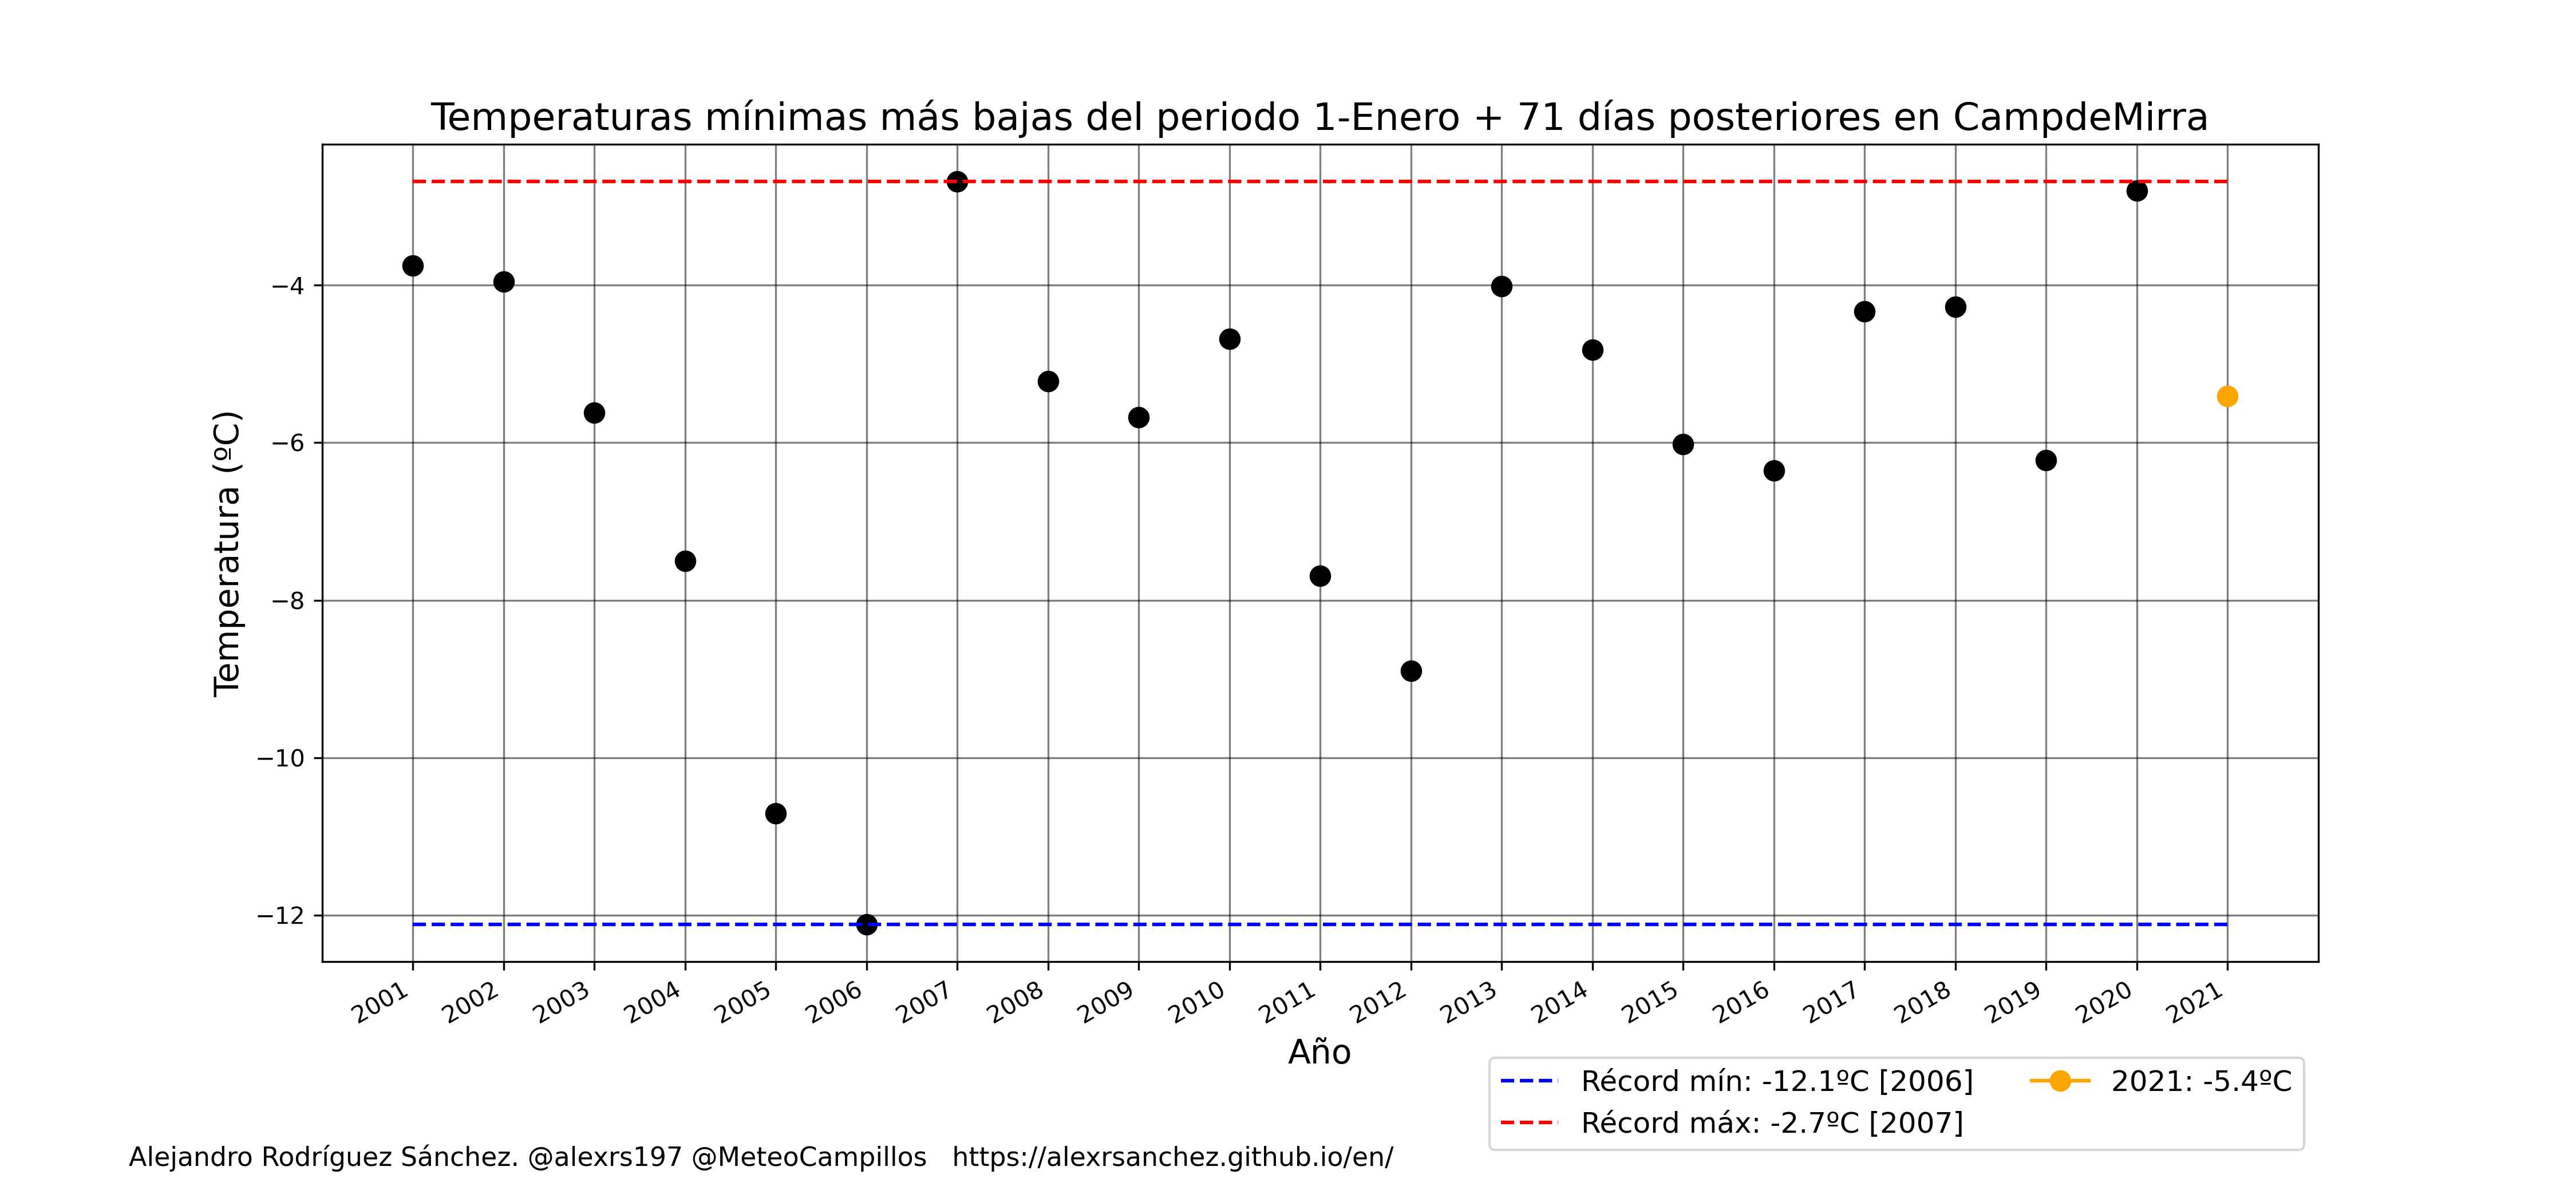 Temperaturas mínimas más bajas del periodo 1-Enero + 71 días posteriores en CampdeMirra
Temperatura (ºC)
−4
−6
−8
−10
−12
2001 2002 2003 2004 2005 2006 2007 2008 2009 2010 2011 2012 2013 2014 2015 2016 2017 2018 2019 2020 2021
Año
Récord mín: -12.1ºC [2006]
Récord máx: -2.7ºC [2007]
2021: -5.4ºC
Alejandro Rodríguez Sánchez. @alexrs197 @MeteoCampillos https://alexrsanchez.github.io/en/